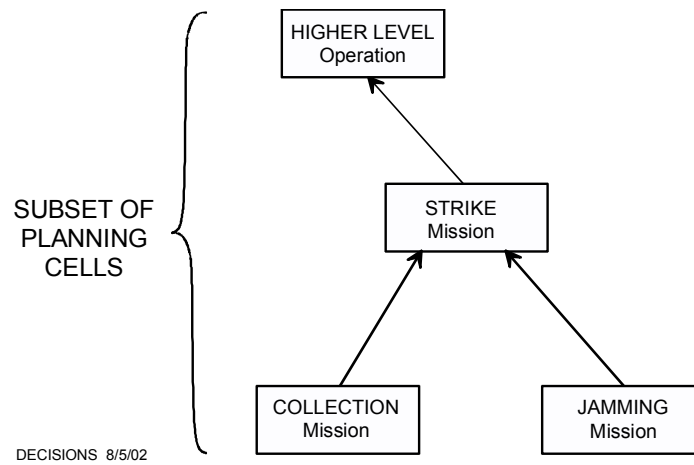 HIGHER LEVEL
Operation
STRIKE
Mission
SUBSET OF
PLANNING
CELLS
COLLECTION
Mission
JAMMING
Mission
DECISIONS 8/5/02